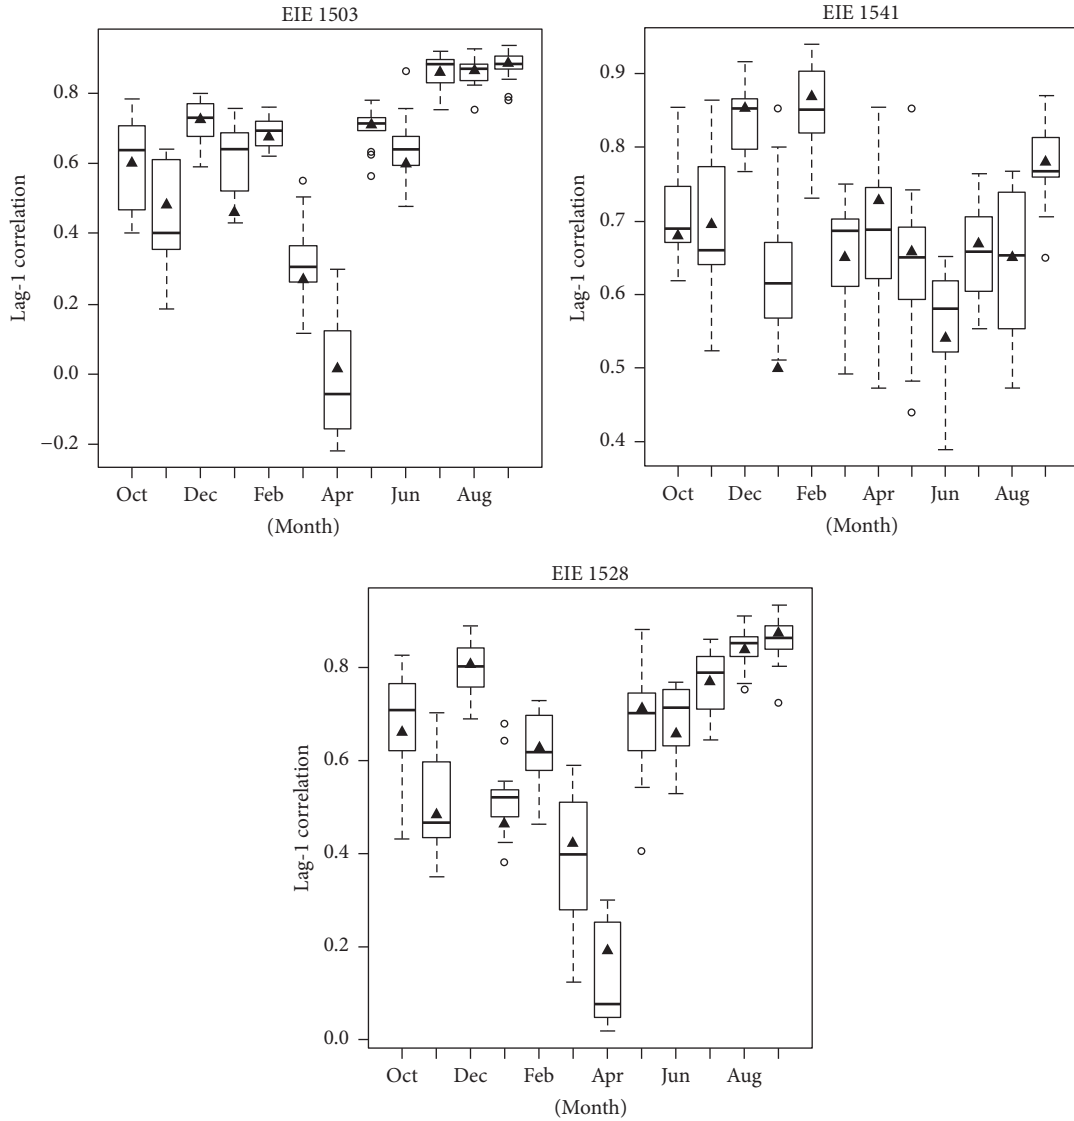 EIE 1503
Lag-1 correlation
0.8
0.6
0.4
0.2
0.0
−0.2
Oct Dec Feb Apr Jun Aug
(Month)
EIE 1541
Lag-1 correlation
0.9
0.8
0.7
0.6
0.5
0.4
Oct Dec Feb Apr Jun Aug
(Month)
EIE 1528
Lag-1 correlation
0.8
0.6
0.4
0.2
0.0
Oct Dec Feb Apr Jun Aug
(Month)